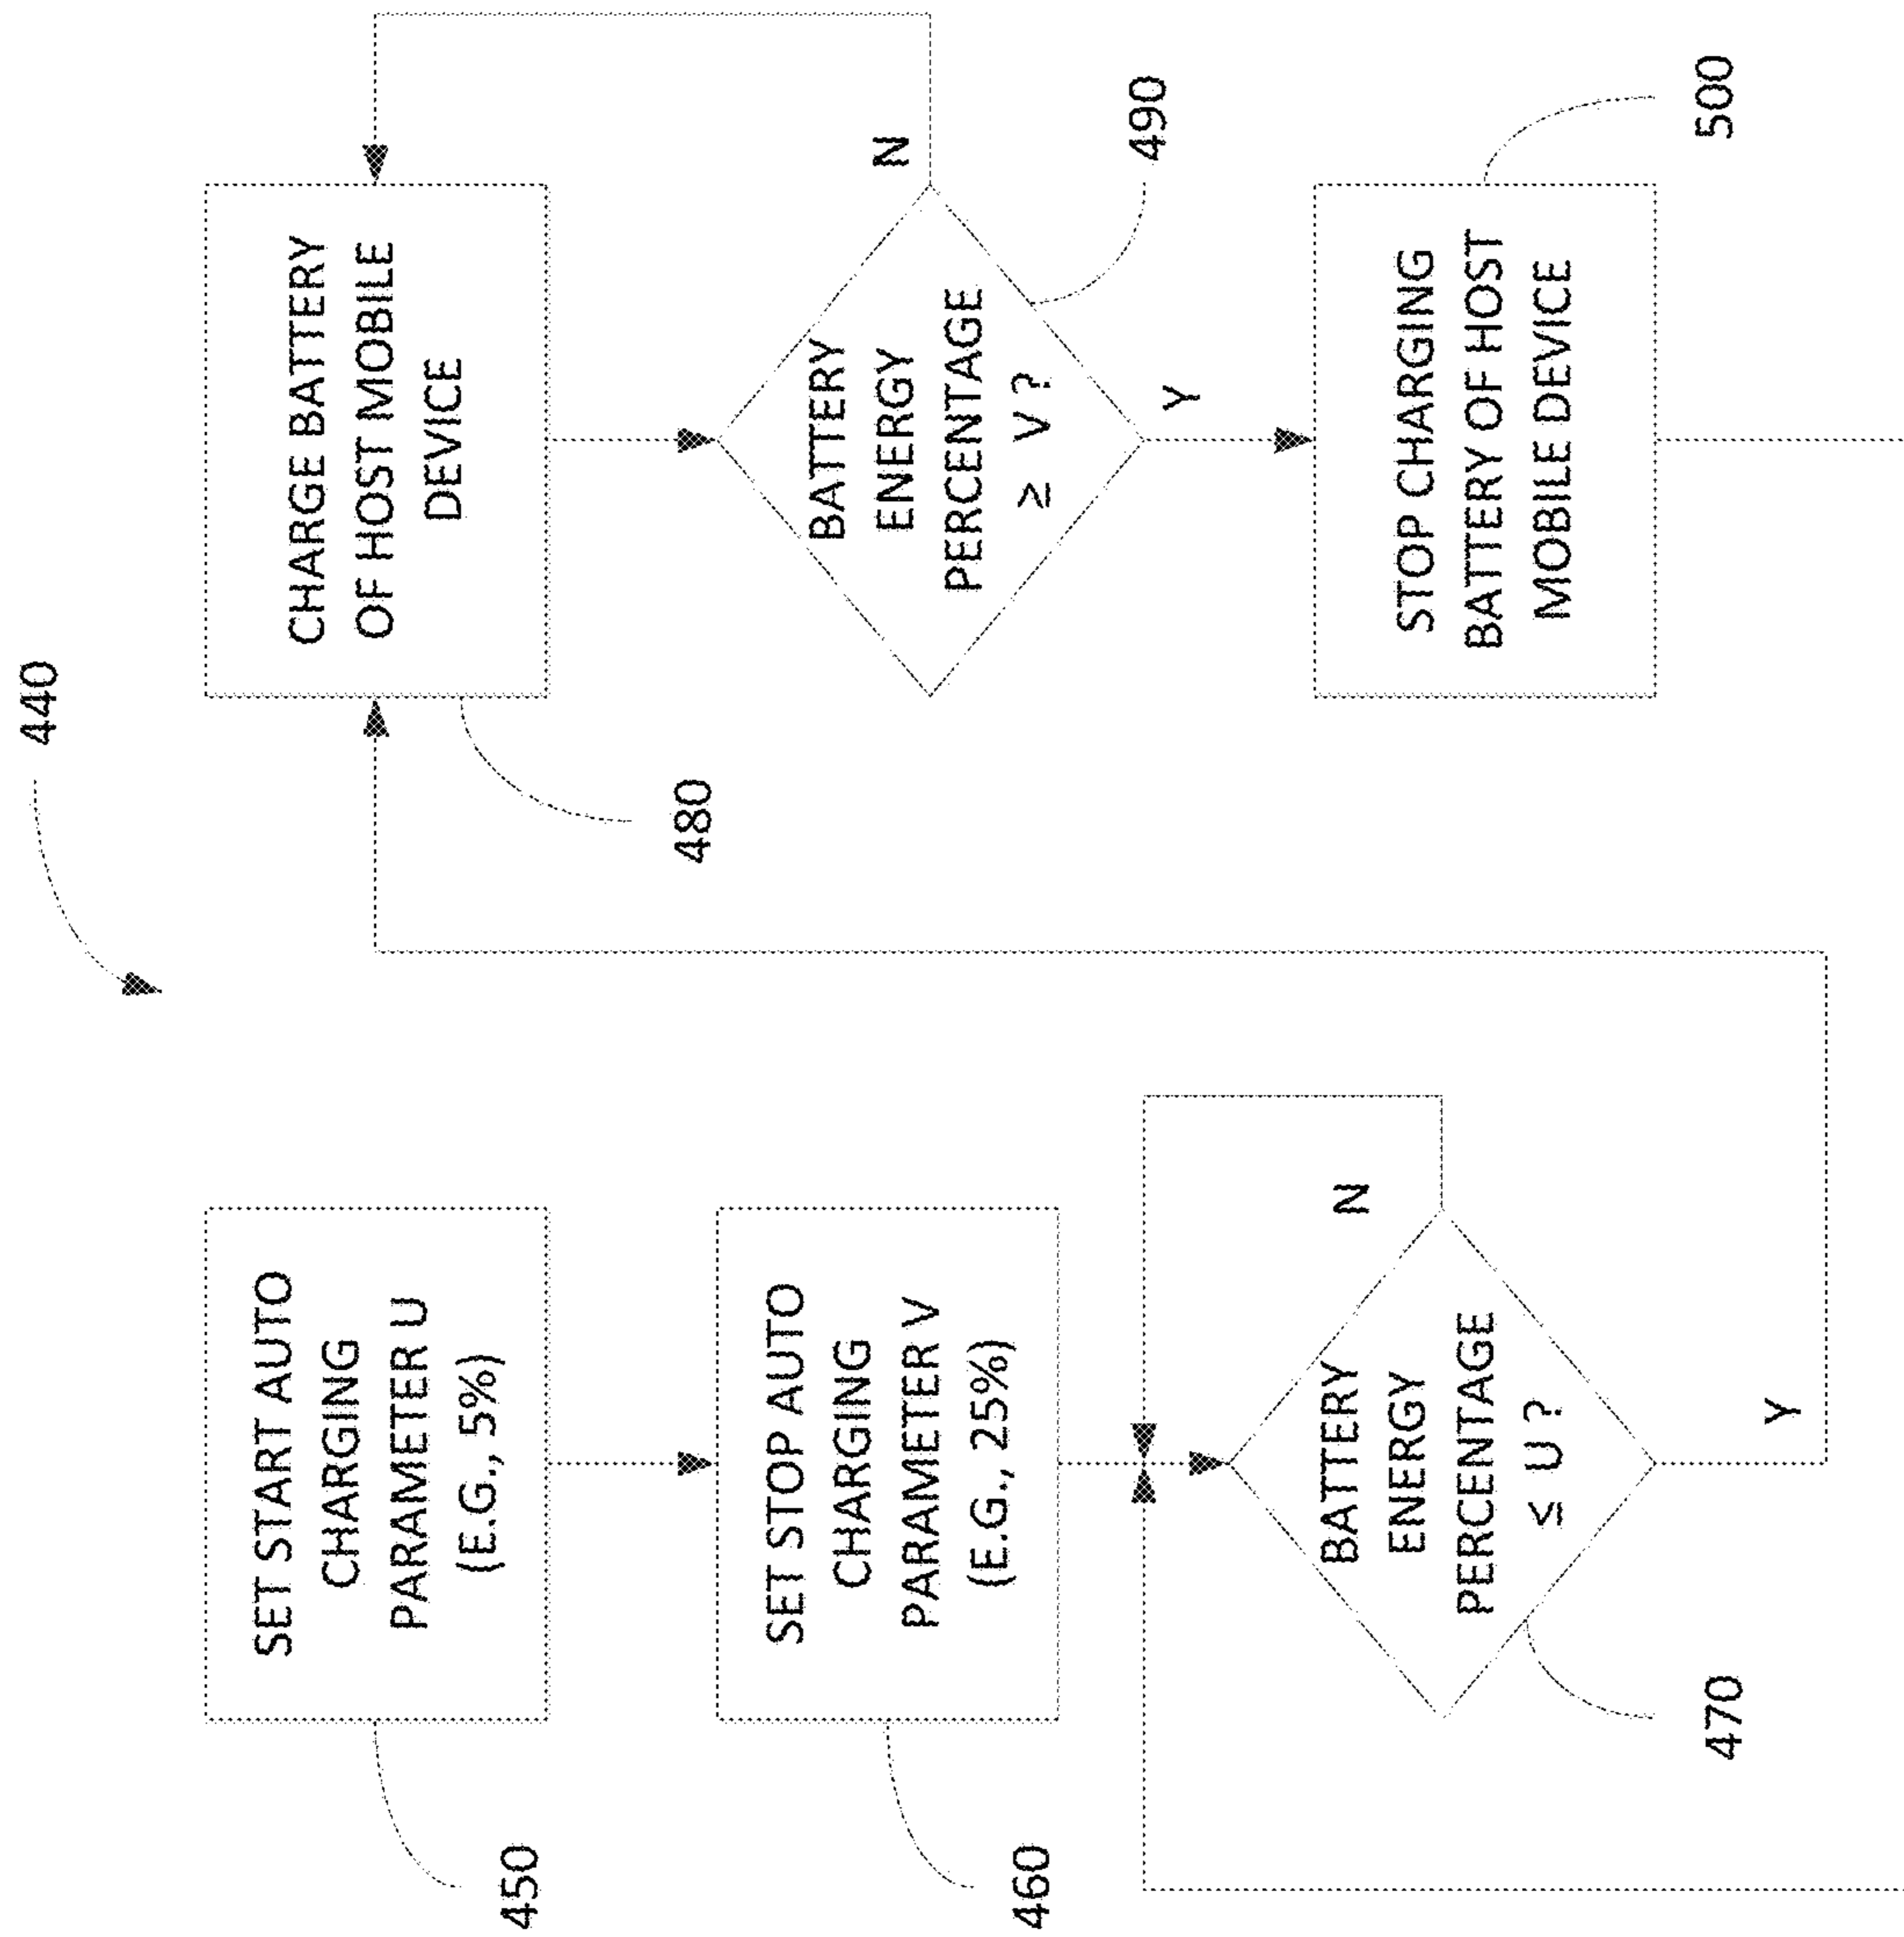 440
SET START AUTO
CHARGING
PARAMETER U
(E.G., 5%)
450
SET STOP AUTO
CHARGING
PARAMETER V
(E.G., 25%)
460
BATTERY
ENERGY
PERCENTAGE
≤ U ?
N
Y
470
CHARGE BATTERY
OF HOST MOBILE
DEVICE
480
BATTERY
ENERGY
PERCENTAGE
≥ V ?
N
490
Y
STOP CHARGING
BATTERY OF HOST
MOBILE DEVICE
500